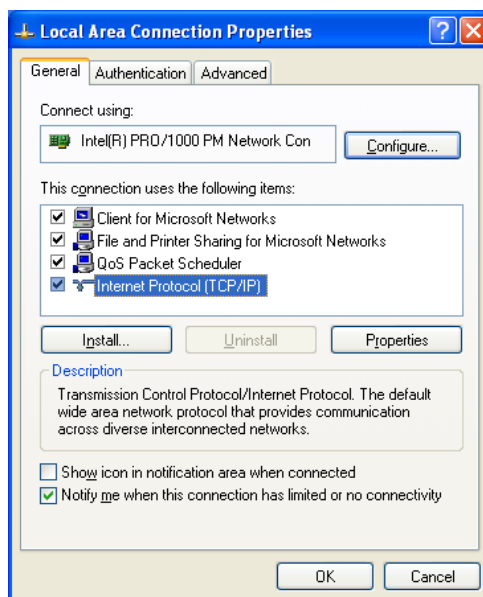 Local Area Connection Properties
General Authentication Advanced
Connect using:
Intel(R) PRO/1000 PM Network Con Configure...
This connection uses the following items:
Client for Microsoft Networks
File and Printer Sharing for Microsoft Networks
QoS Packet Scheduler
Internet Protocol (TCP/IP)
Install... Uninstall Properties
Description
Transmission Control Protocol/Internet Protocol. The default
wide area network protocol that provides communication
across diverse interconnected networks.
Show icon in notification area when connected
Notify me when this connection has limited or no connectivity
OK Cancel